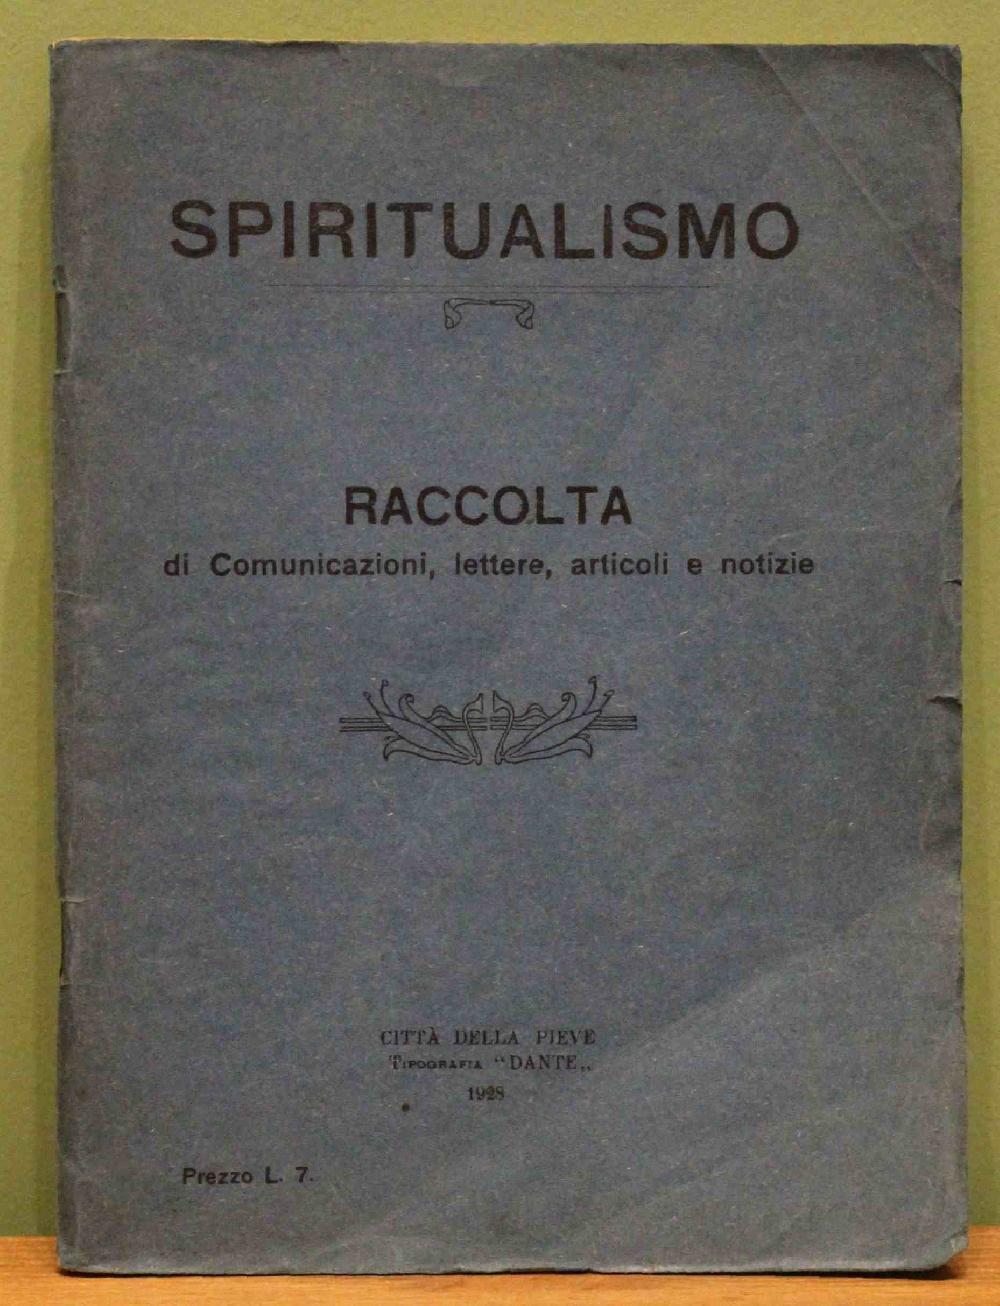 SPIRITUALISMO
RACCOLTA
di Comunicazioni, lettere, articoli e notizie
CITTÀ DELLA PIEVE
TIPOGRAFIA “DANTE„
1928
Prezzo L. 7.